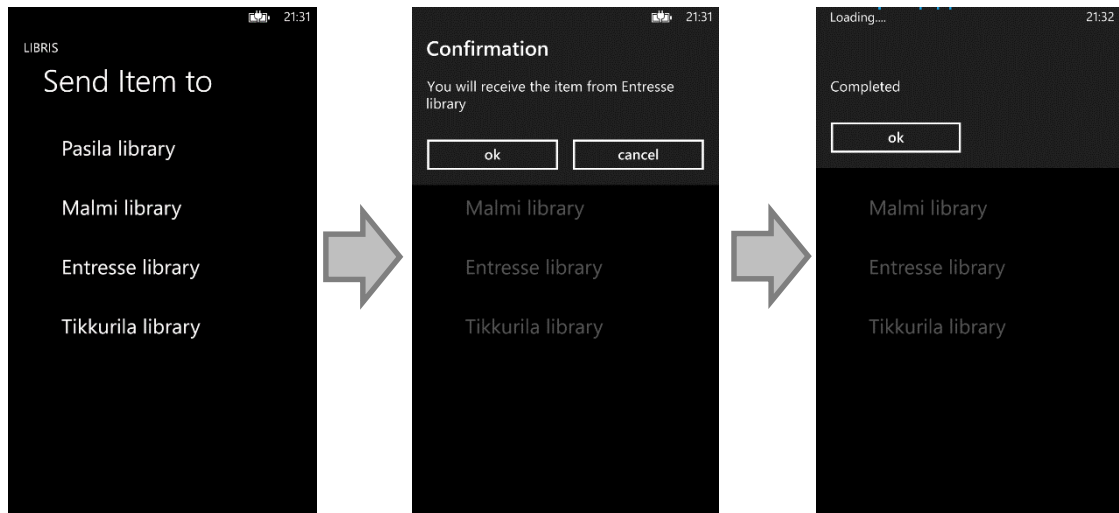 21:31
LIBRIS
Send Item to
Pasila library
Malmi library
Entresse library
Tikkurila library
21:31
Confirmation
You will receive the item from Entresse
library
ok cancel
Malmi library
Entresse library
Tikkurila library
Loading.... 21:32
Completed
ok
Malmi library
Entresse library
Tikkurila library